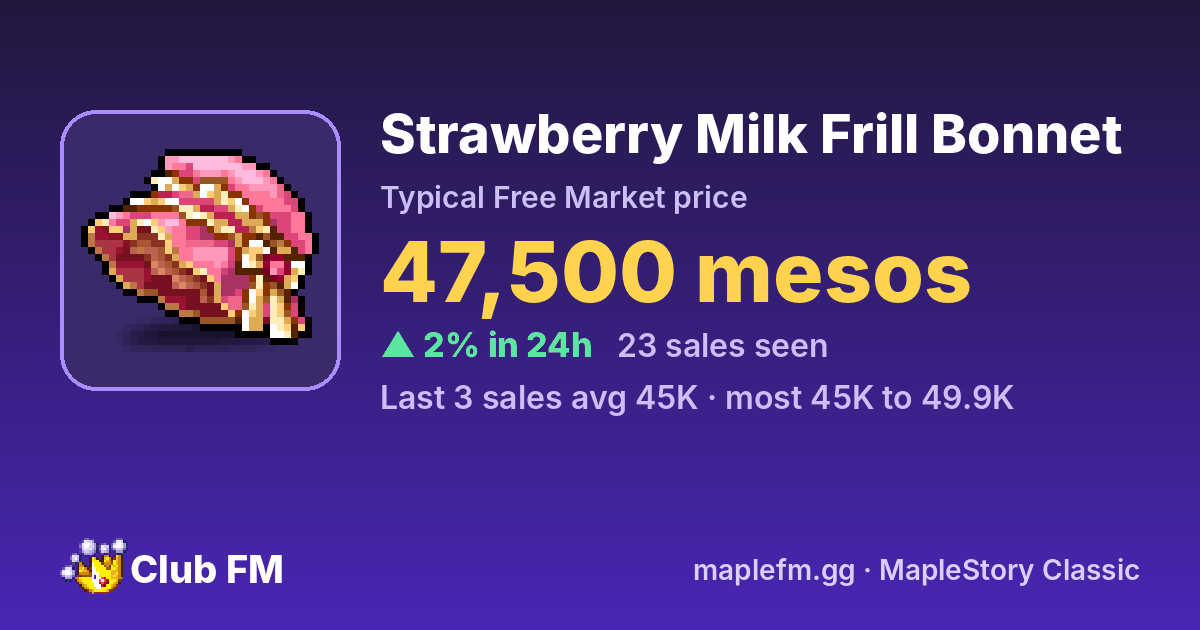 Strawberry Milk Frill Bonnet
Typical Free Market price
47,500 mesos
▲ 2% in 24h 23 sales seen
Last 3 sales avg 45K · most 45K to 49.9K
Club FM
maplefm.gg · MapleStory Classic